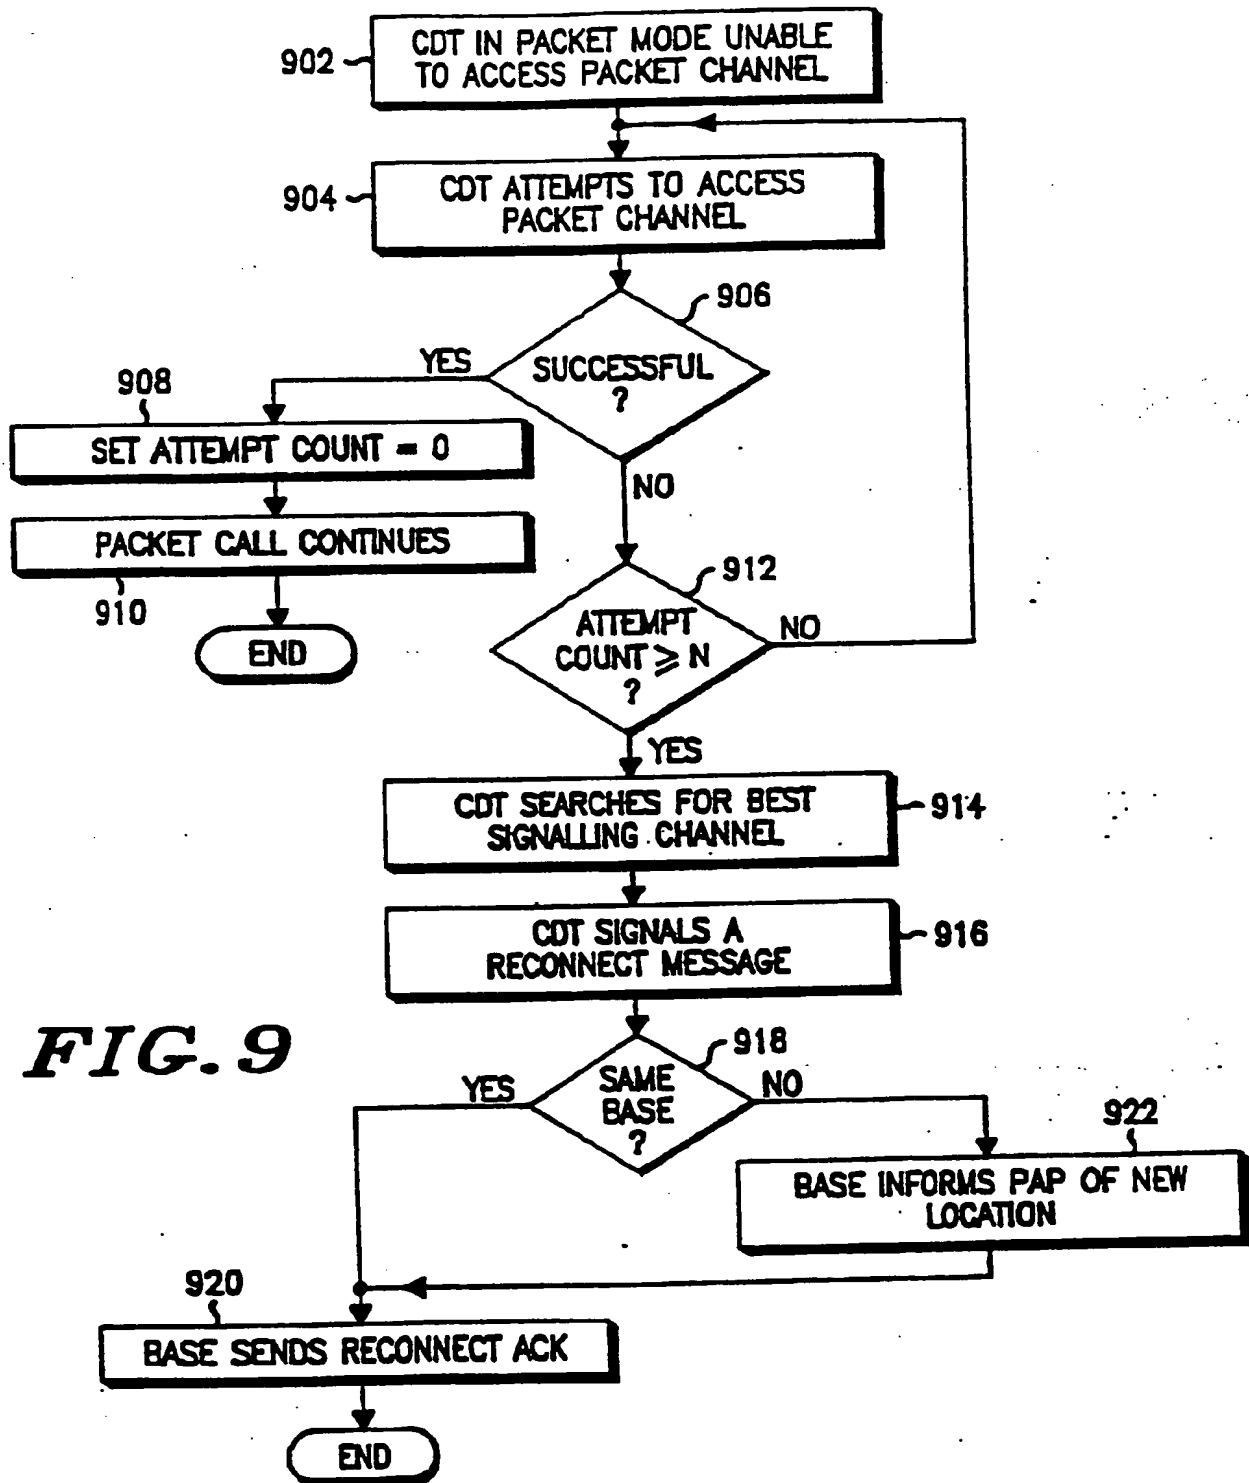 902
CDT IN PACKET MODE UNABLE
TO ACCESS PACKET CHANNEL
904
CDT ATTEMPTS TO ACCESS
PACKET CHANNEL
906
SUCCESSFUL
?
YES
NO
908
SET ATTEMPT COUNT = 0
PACKET CALL CONTINUES
910
END
912
ATTEMPT
COUNT ⩾ N
?
NO
YES
CDT SEARCHES FOR BEST
SIGNALLING CHANNEL
914
CDT SIGNALS A
RECONNECT MESSAGE
916
FIG. 9
918
SAME
BASE
?
YES
NO
922
BASE INFORMS PAP OF NEW
LOCATION
920
BASE SENDS RECONNECT ACK
END